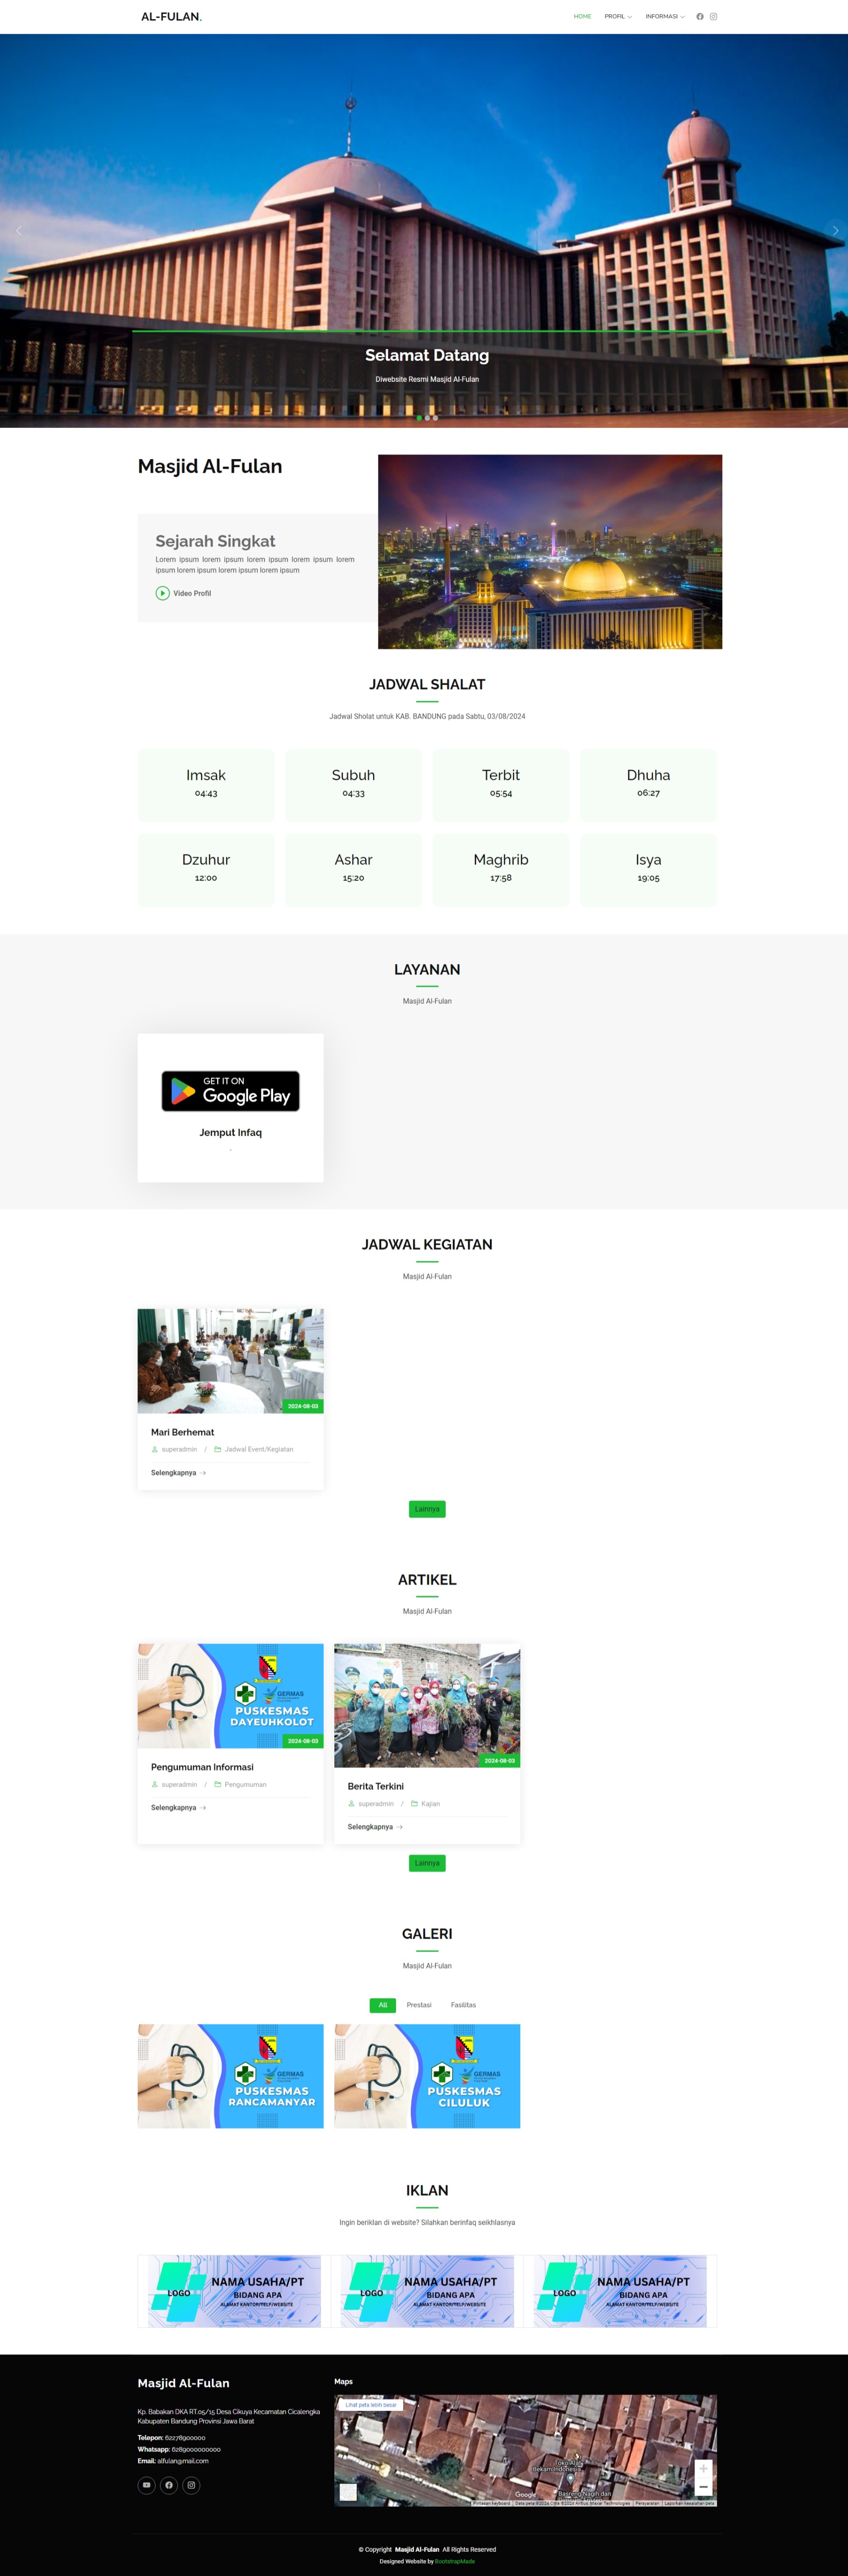 AL-FULAN.
HOME PROFIL INFORMASI
Selamat Datang
Diwebsite Resmi Masjid Al-Fulan
Masjid Al-Fulan
Sejarah Singkat
Lorem ipsum lorem ipsum lorem ipsum lorem ipsum lorem
ipsum lorem ipsum lorem ipsum lorem ipsum
Video Profil
JADWAL SHALAT
Jadwal Sholat untuk KAB. BANDUNG pada Sabtu, 03/08/2024
Imsak Subuh Terbit Dhuha
04:43 04:33 05:54 06:27
Dzuhur Ashar Maghrib Isya
12:00 15:20 17:58 19:05
LAYANAN
Masjid Al-Fulan
GET IT ON
Google Play
Jemput Infaq
-
JADWAL KEGIATAN
Masjid Al-Fulan
2024-08-03
Mari Berhemat
superadmin / Jadwal Event/Kegiatan
Selengkapnya
Lainnya
ARTIKEL
Masjid Al-Fulan
GERMAS
PUSKESMAS
DAYEUHKOLOT
2024-08-03
Pengumuman Informasi
superadmin / Pengumuman
Selengkapnya
2024-08-03
Berita Terkini
superadmin / Kajian
Selengkapnya
Lainnya
GALERI
Masjid Al-Fulan
All Prestasi Fasilitas
GERMAS
PUSKESMAS
RANCAMANYAR
GERMAS
PUSKESMAS
CILULUK
IKLAN
Ingin beriklan di website? Silahkan berinfaq seikhlasnya
LOGO
NAMA USAHA/PT
BIDANG APA
ALAMAT KANTOR/TELP/WEBSITE
LOGO
NAMA USAHA/PT
BIDANG APA
ALAMAT KANTOR/TELP/WEBSITE
LOGO
NAMA USAHA/PT
BIDANG APA
ALAMAT KANTOR/TELP/WEBSITE
Masjid Al-Fulan
Kp. Babakan DKA RT.05/15 Desa Cikuya Kecamatan Cicalengka
Kabupaten Bandung Provinsi Jawa Barat
Telepon: 62278900000
Whatsapp: 6289000000000
Email: alfulan@mail.com
Maps
Lihat peta lebih besar
Toko Alat
Bekam Indonesia
Basreng Nagih dan
Google
Pintasan keyboard
Persyaratan
Laporkan kesalahan peta
© Copyright Masjid Al-Fulan All Rights Reserved
Designed Website by BootstrapMade